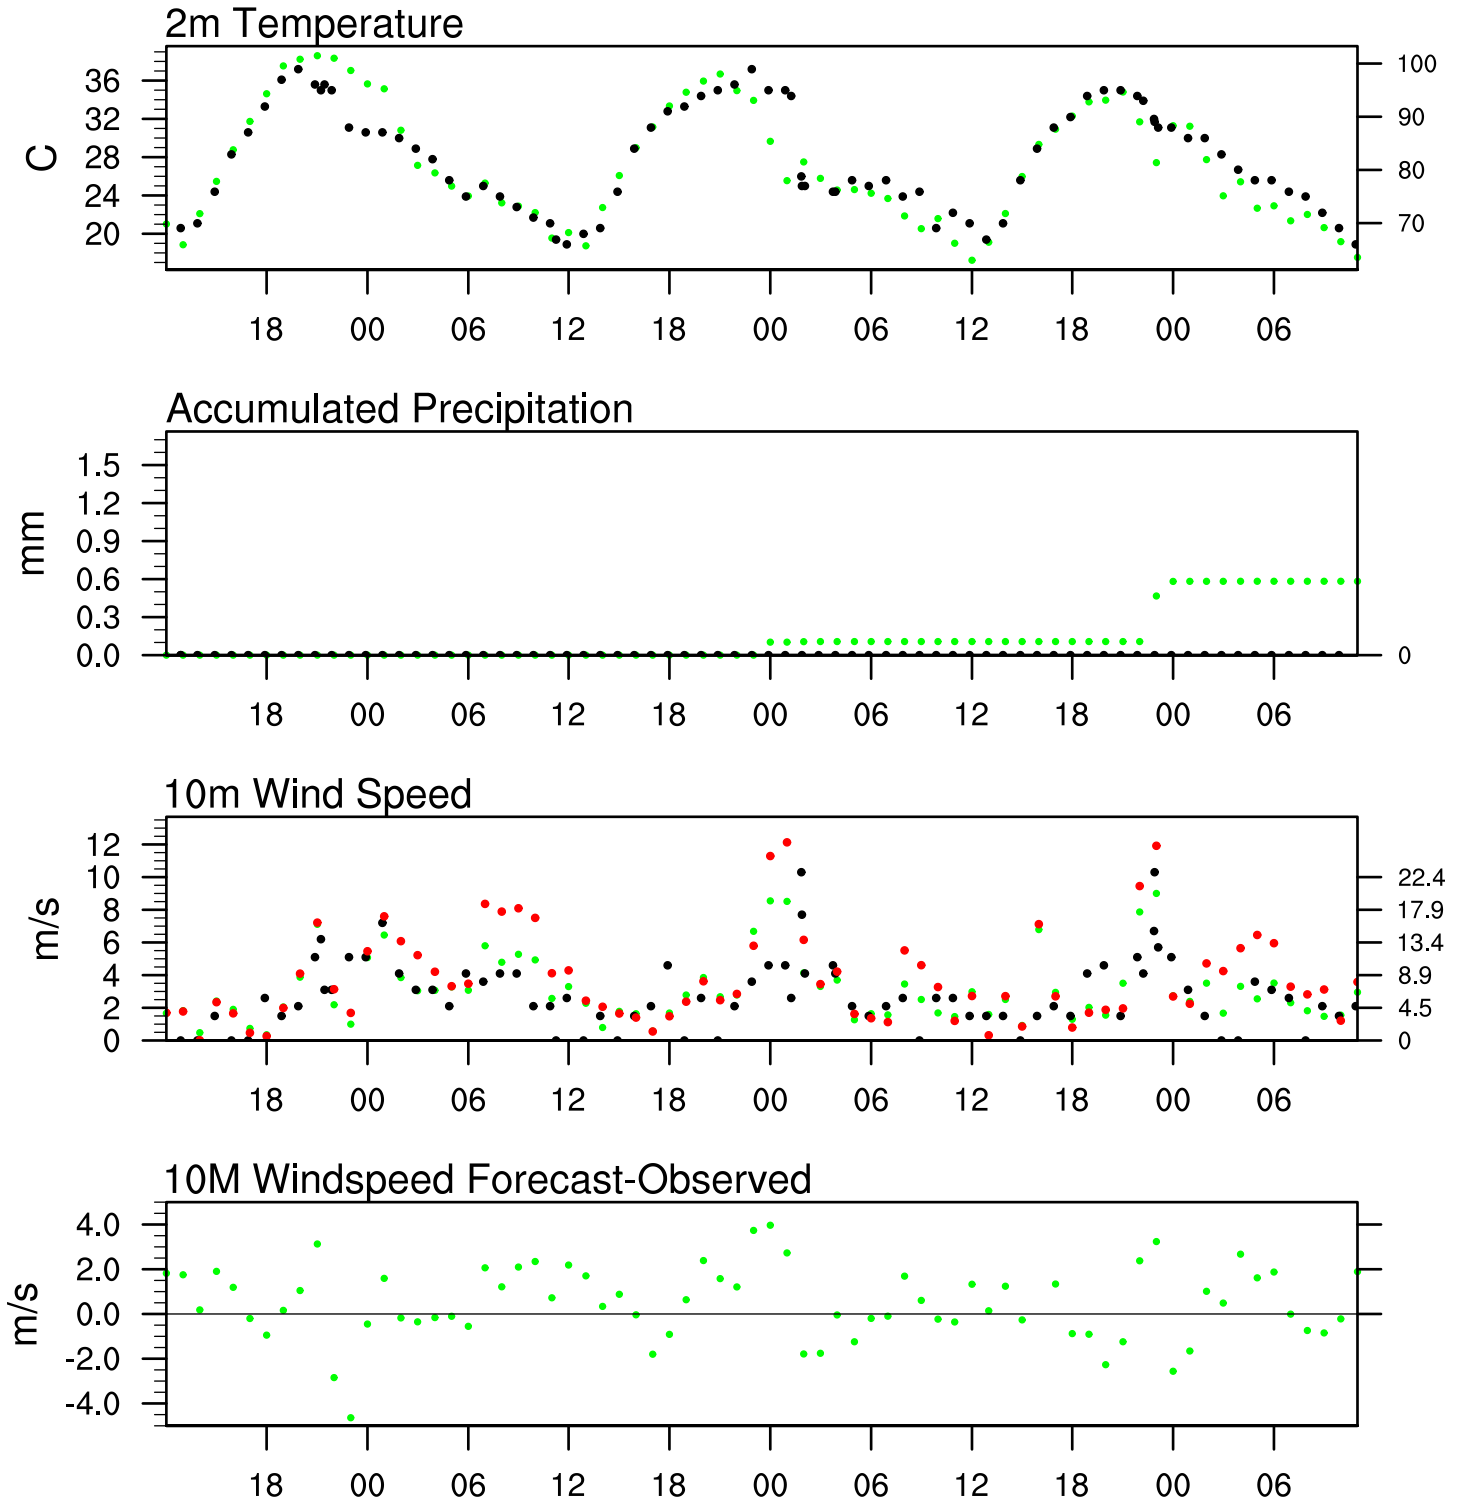 2m Temperature
C
36
32
28
24
20
100
90
80
70
18 00 06 12 18 00 06 12 18 00 06
Accumulated Precipitation
mm
1.5
1.2
0.9
0.6
0.3
0.0
0
18 00 06 12 18 00 06 12 18 00 06
10m Wind Speed
m/s
12
10
8
6
4
2
0
22.4
17.9
13.4
8.9
4.5
0
18 00 06 12 18 00 06 12 18 00 06
10M Windspeed Forecast-Observed
m/s
4.0
2.0
0.0
-2.0
-4.0
18 00 06 12 18 00 06 12 18 00 06